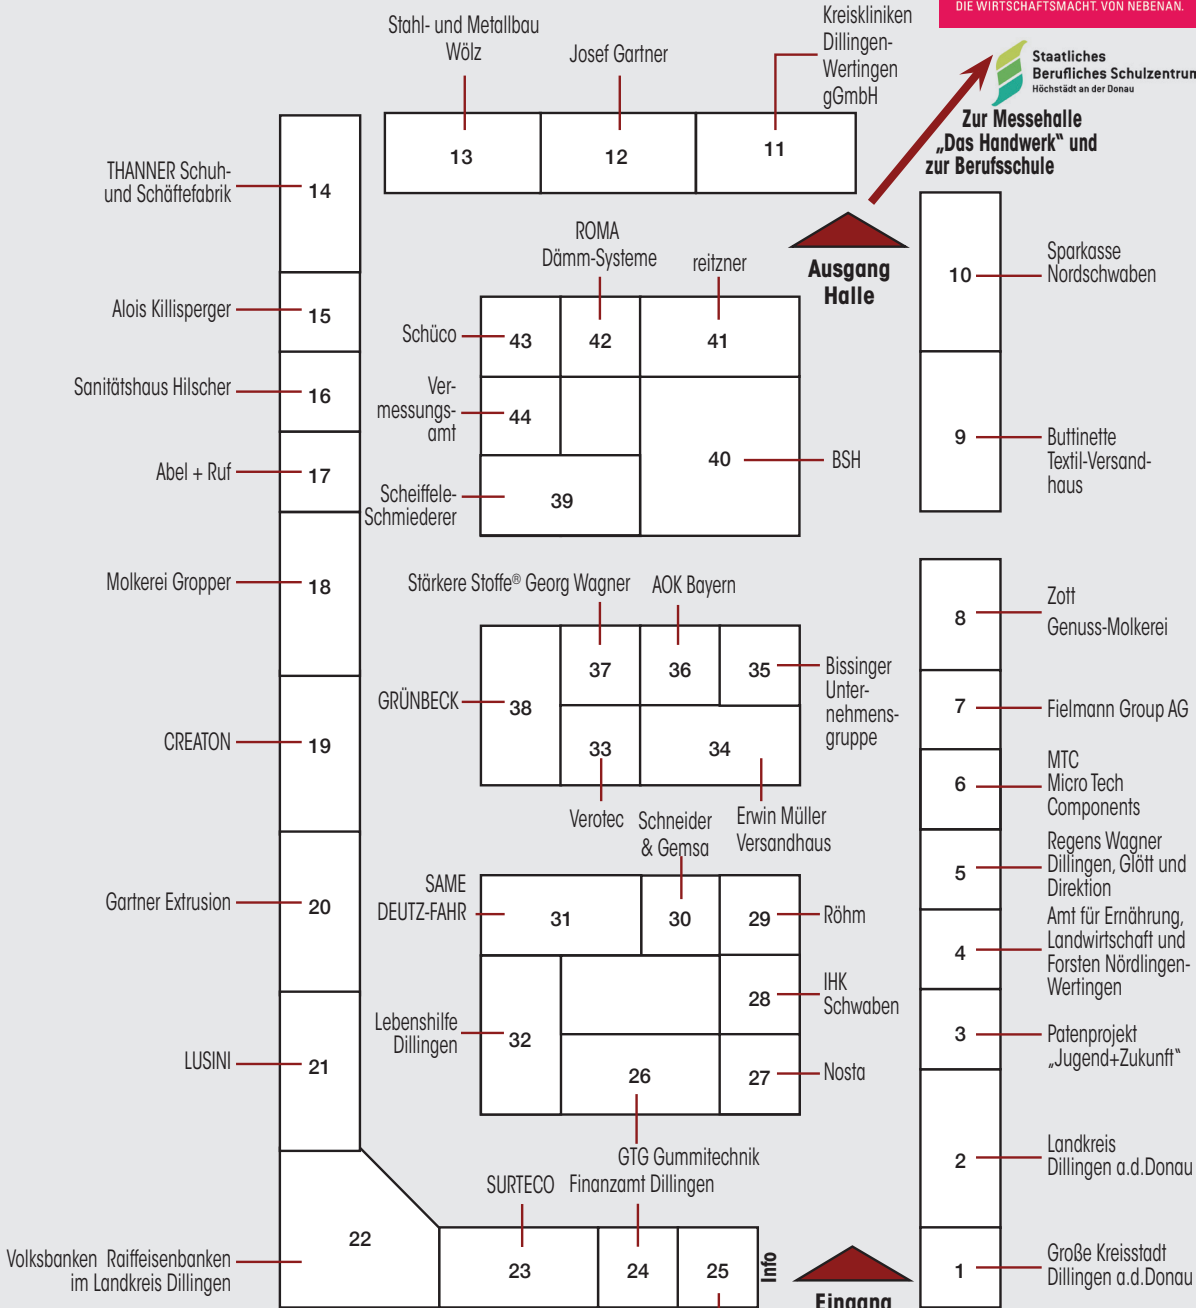 DIE WIRTSCHAFTSMACHT. VON NEBENAN.
Staatliches
Berufliches Schulzentrum
Höchstädt an der Donau
Zur Messehalle
„Das Handwerk“ und
zur Berufsschule
Stahl- und Metallbau
Wölz
Josef Gartner
Kreiskliniken
Dillingen-
Wertingen
gGmbH
13
12
11
THANNER Schuh-
und Schäftefabrik
14
Alois Killisperger
15
Sanitätshaus Hilscher
16
Abel + Ruf
17
Molkerei Gropper
18
CREATON
19
Gartner Extrusion
20
LUSINI
21
Volksbanken Raiffeisenbanken
im Landkreis Dillingen
22
ROMA
Dämm-Systeme
reitzner
Ausgang
Halle
Schüco
43
42
41
Ver-
messungs-
amt
44
40
BSH
Scheiffele-
Schmiederer
39
Sparkasse
Nordschwaben
10
Buttinette
Textil-Versand-
haus
9
Stärkere Stoffe® Georg Wagner
AOK Bayern
GRÜNBECK
38
37
36
35
Bissinger
Unter-
nehmens-
gruppe
33
34
Verotec
Erwin Müller
Versandhaus
Schneider
& Gemsa
SAME
DEUTZ-FAHR
31
30
29
Röhm
28
IHK
Schwaben
Lebenshilfe
Dillingen
32
26
27
Nosta
GTG Gummitechnik
SURTECO
Finanzamt Dillingen
23
24
25
Info
Eingang
8
Zott
Genuss-Molkerei
7
Fielmann Group AG
6
MTC
Micro Tech
Components
5
Regens Wagner
Dillingen, Glött und
Direktion
4
Amt für Ernährung,
Landwirtschaft und
Forsten Nördlingen-
Wertingen
3
Patenprojekt
„Jugend+Zukunft“
2
Landkreis
Dillingen a.d.Donau
1
Große Kreisstadt
Dillingen a.d.Donau